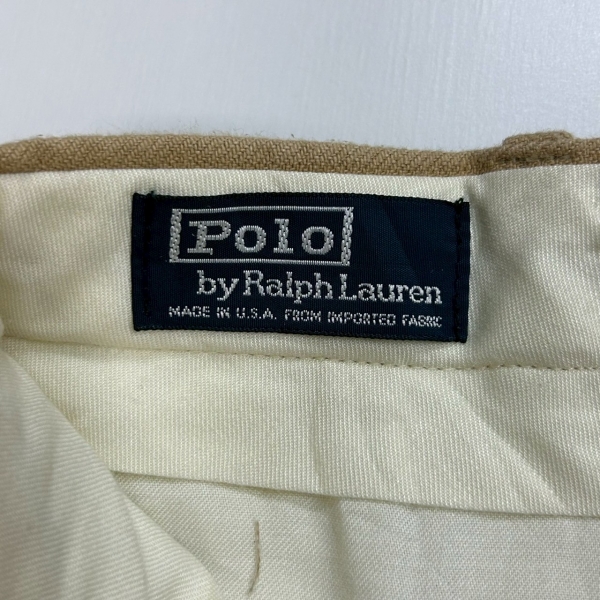 Polo
by Ralph Lauren
MADE IN U.S.A. FROM IMPORTED FABRIC